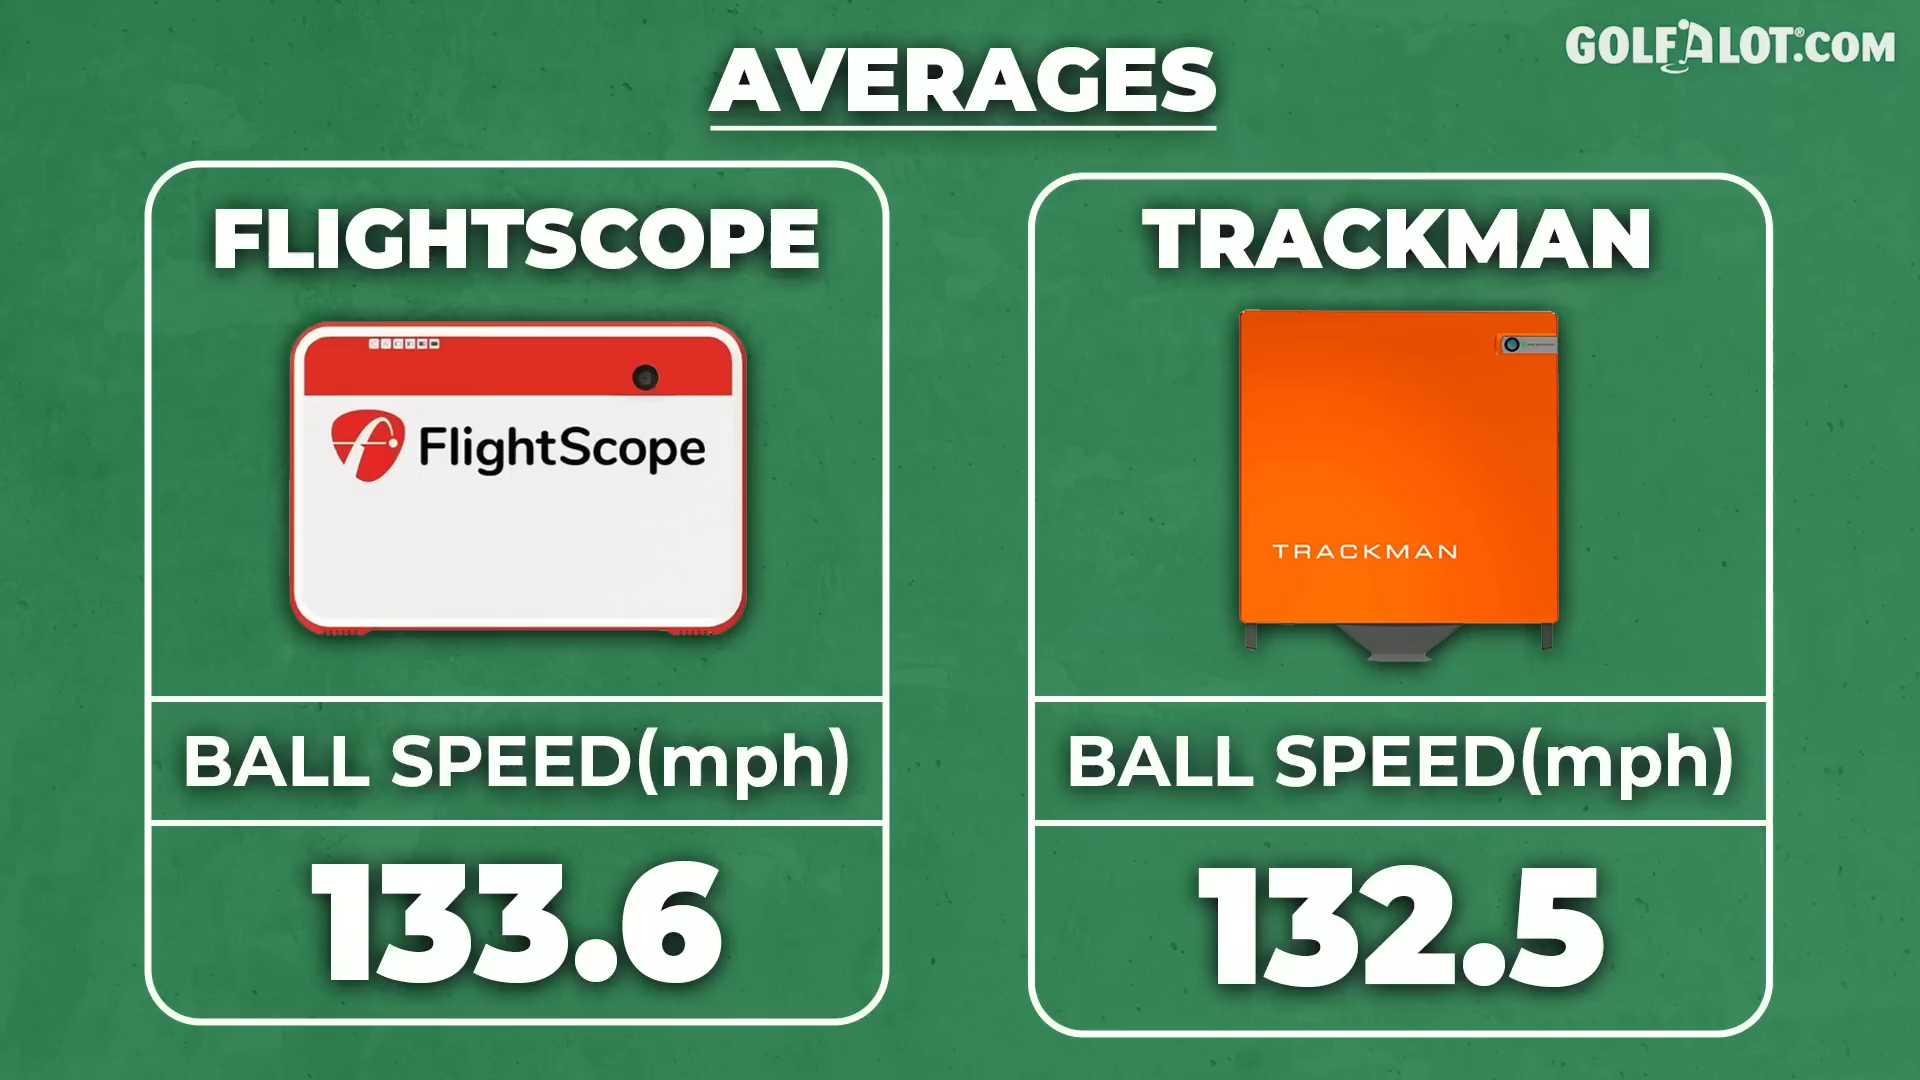 GOLFALOT®.COM
AVERAGES
FLIGHTSCOPE
FlightScope
BALL SPEED(mph)
133.6
TRACKMAN
TRACKMAN
BALL SPEED(mph)
132.5